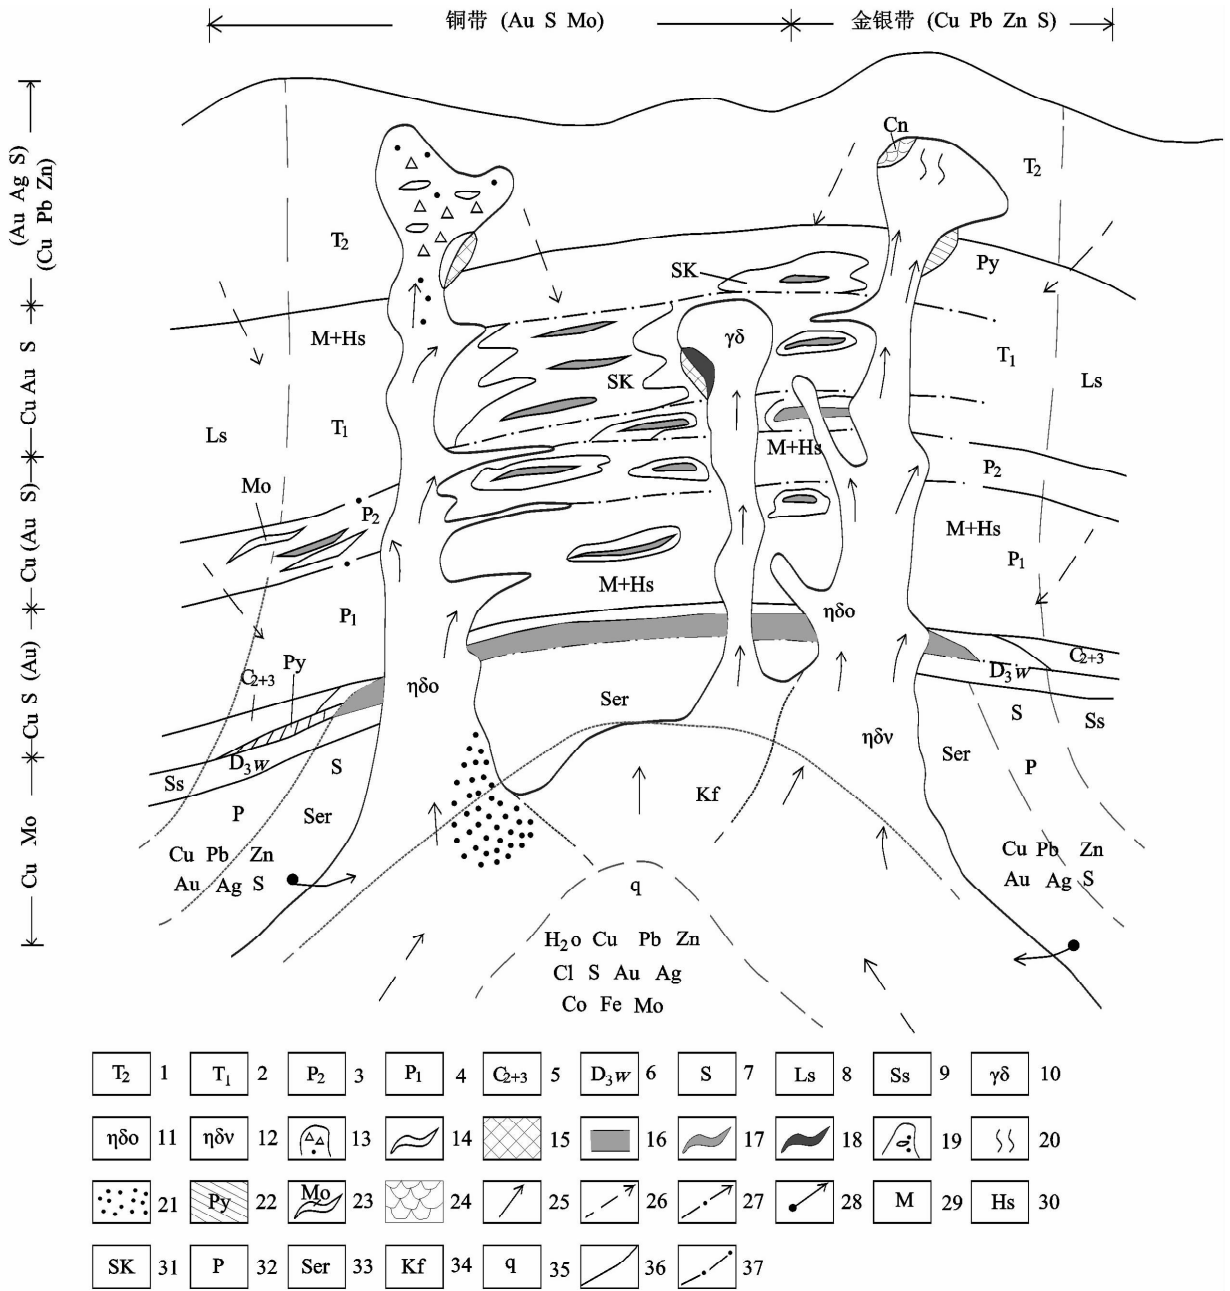 铜带 (Au S Mo)
金银带 (Cu Pb Zn S)
(Au Ag S)
(Cu Pb Zn)
Cu Au S
Cu (Au S)
Cu S (Au)
Cu Mo
Cn
T₂
T₂
Py
SK
M+Hs
γδ
T₁
Ls
SK
Ls
T₁
M+Hs
P₂
Mo
P₂
M+Hs
M+Hs
P₁
P₁
ηδo
Py
C₂₊₃
C₂₊₃
D₃w
ηδo
Ser
S
Ss
ηδν
Ser
D₃w
S
P
Ss
Kf
P
Ser
Cu Pb Zn
Au Ag S
Cu Pb Zn
Au Ag S
q
H₂o Cu Pb Zn
Cl S Au Ag
Co Fe Mo
T₂ 1 T₁ 2 P₂ 3 P₁ 4 C₂₊₃ 5 D₃w 6 S 7 Ls 8 Ss 9 γδ 10
ηδo 11 ηδν 12 13 14 15 16 17 18 19 20
21 Py 22 Mo 23 24 25 26 27 28 M 29 Hs 30
SK 31 P 32 Ser 33 Kf 34 q 35 36 37